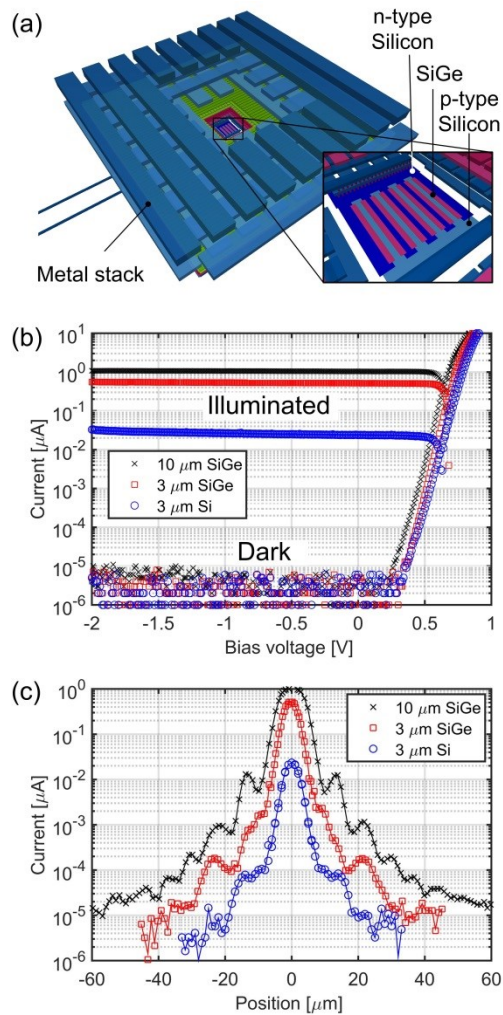 (a)
n-type
Silicon
SiGe
p-type
Silicon
Metal stack
(b)
Current [μA]
10¹
10⁰
10⁻¹
10⁻²
10⁻³
10⁻⁴
10⁻⁵
10⁻⁶
Illuminated
10 μm SiGe
3 μm SiGe
3 μm Si
Dark
-2 -1.5 -1 -0.5 0 0.5 1
Bias voltage [V]
(c)
Current [μA]
10⁰
10⁻¹
10⁻²
10⁻³
10⁻⁴
10⁻⁵
10⁻⁶
10 μm SiGe
3 μm SiGe
3 μm Si
-60 -40 -20 0 20 40 60
Position [μm]